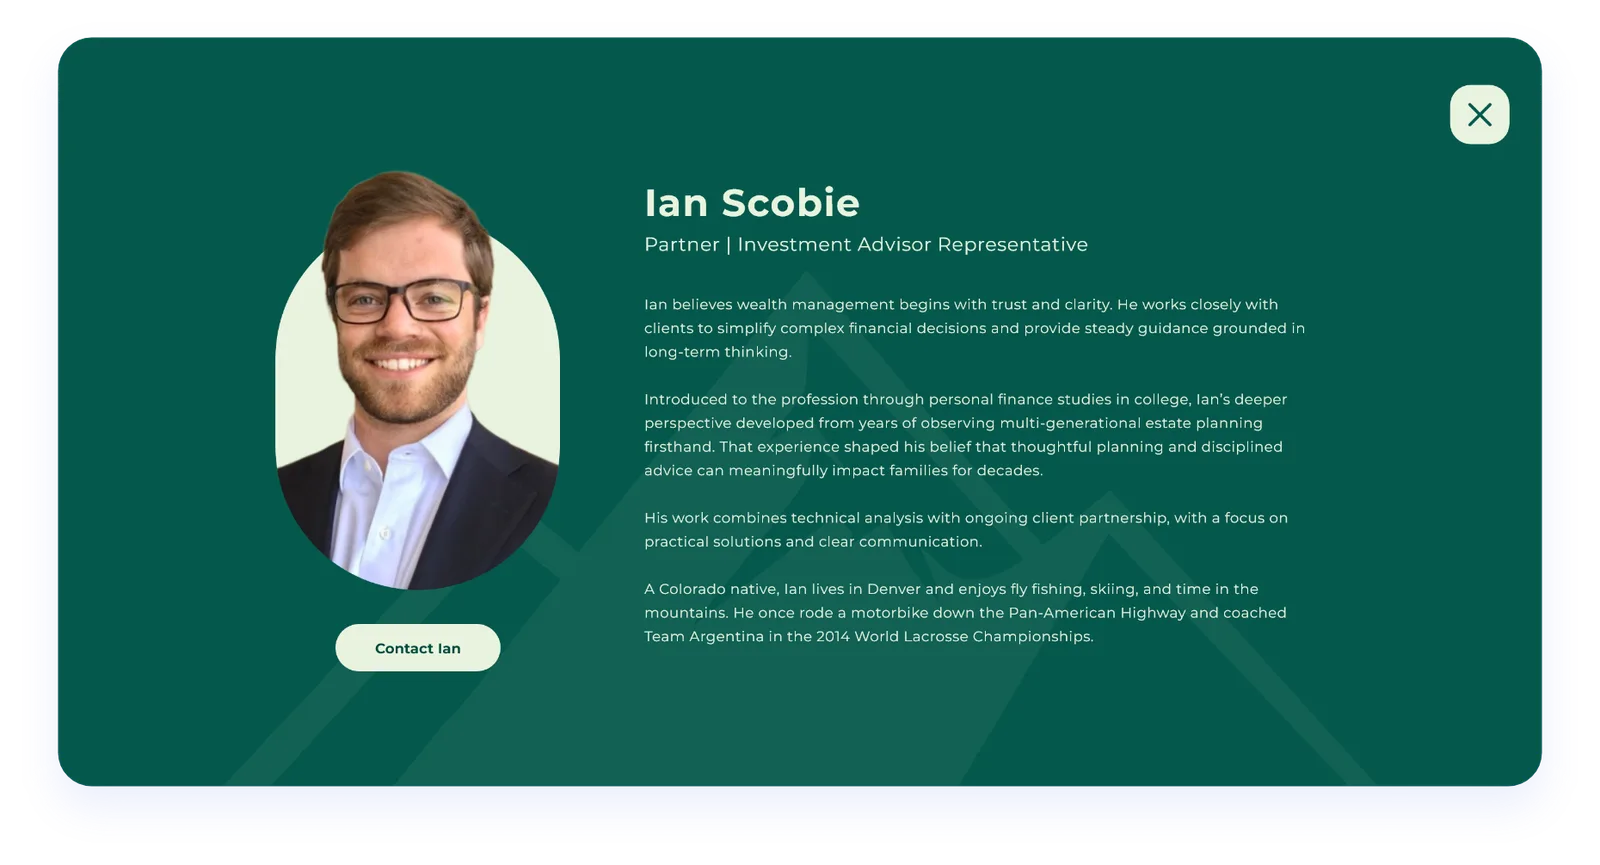 Ian Scobie
Partner | Investment Advisor Representative
Ian believes wealth management begins with trust and clarity. He works closely with
clients to simplify complex financial decisions and provide steady guidance grounded in
long-term thinking.
Introduced to the profession through personal finance studies in college, Ian’s deeper
perspective developed from years of observing multi-generational estate planning
firsthand. That experience shaped his belief that thoughtful planning and disciplined
advice can meaningfully impact families for decades.
His work combines technical analysis with ongoing client partnership, with a focus on
practical solutions and clear communication.
A Colorado native, Ian lives in Denver and enjoys fly fishing, skiing, and time in the
mountains. He once rode a motorbike down the Pan-American Highway and coached
Team Argentina in the 2014 World Lacrosse Championships.
Contact Ian